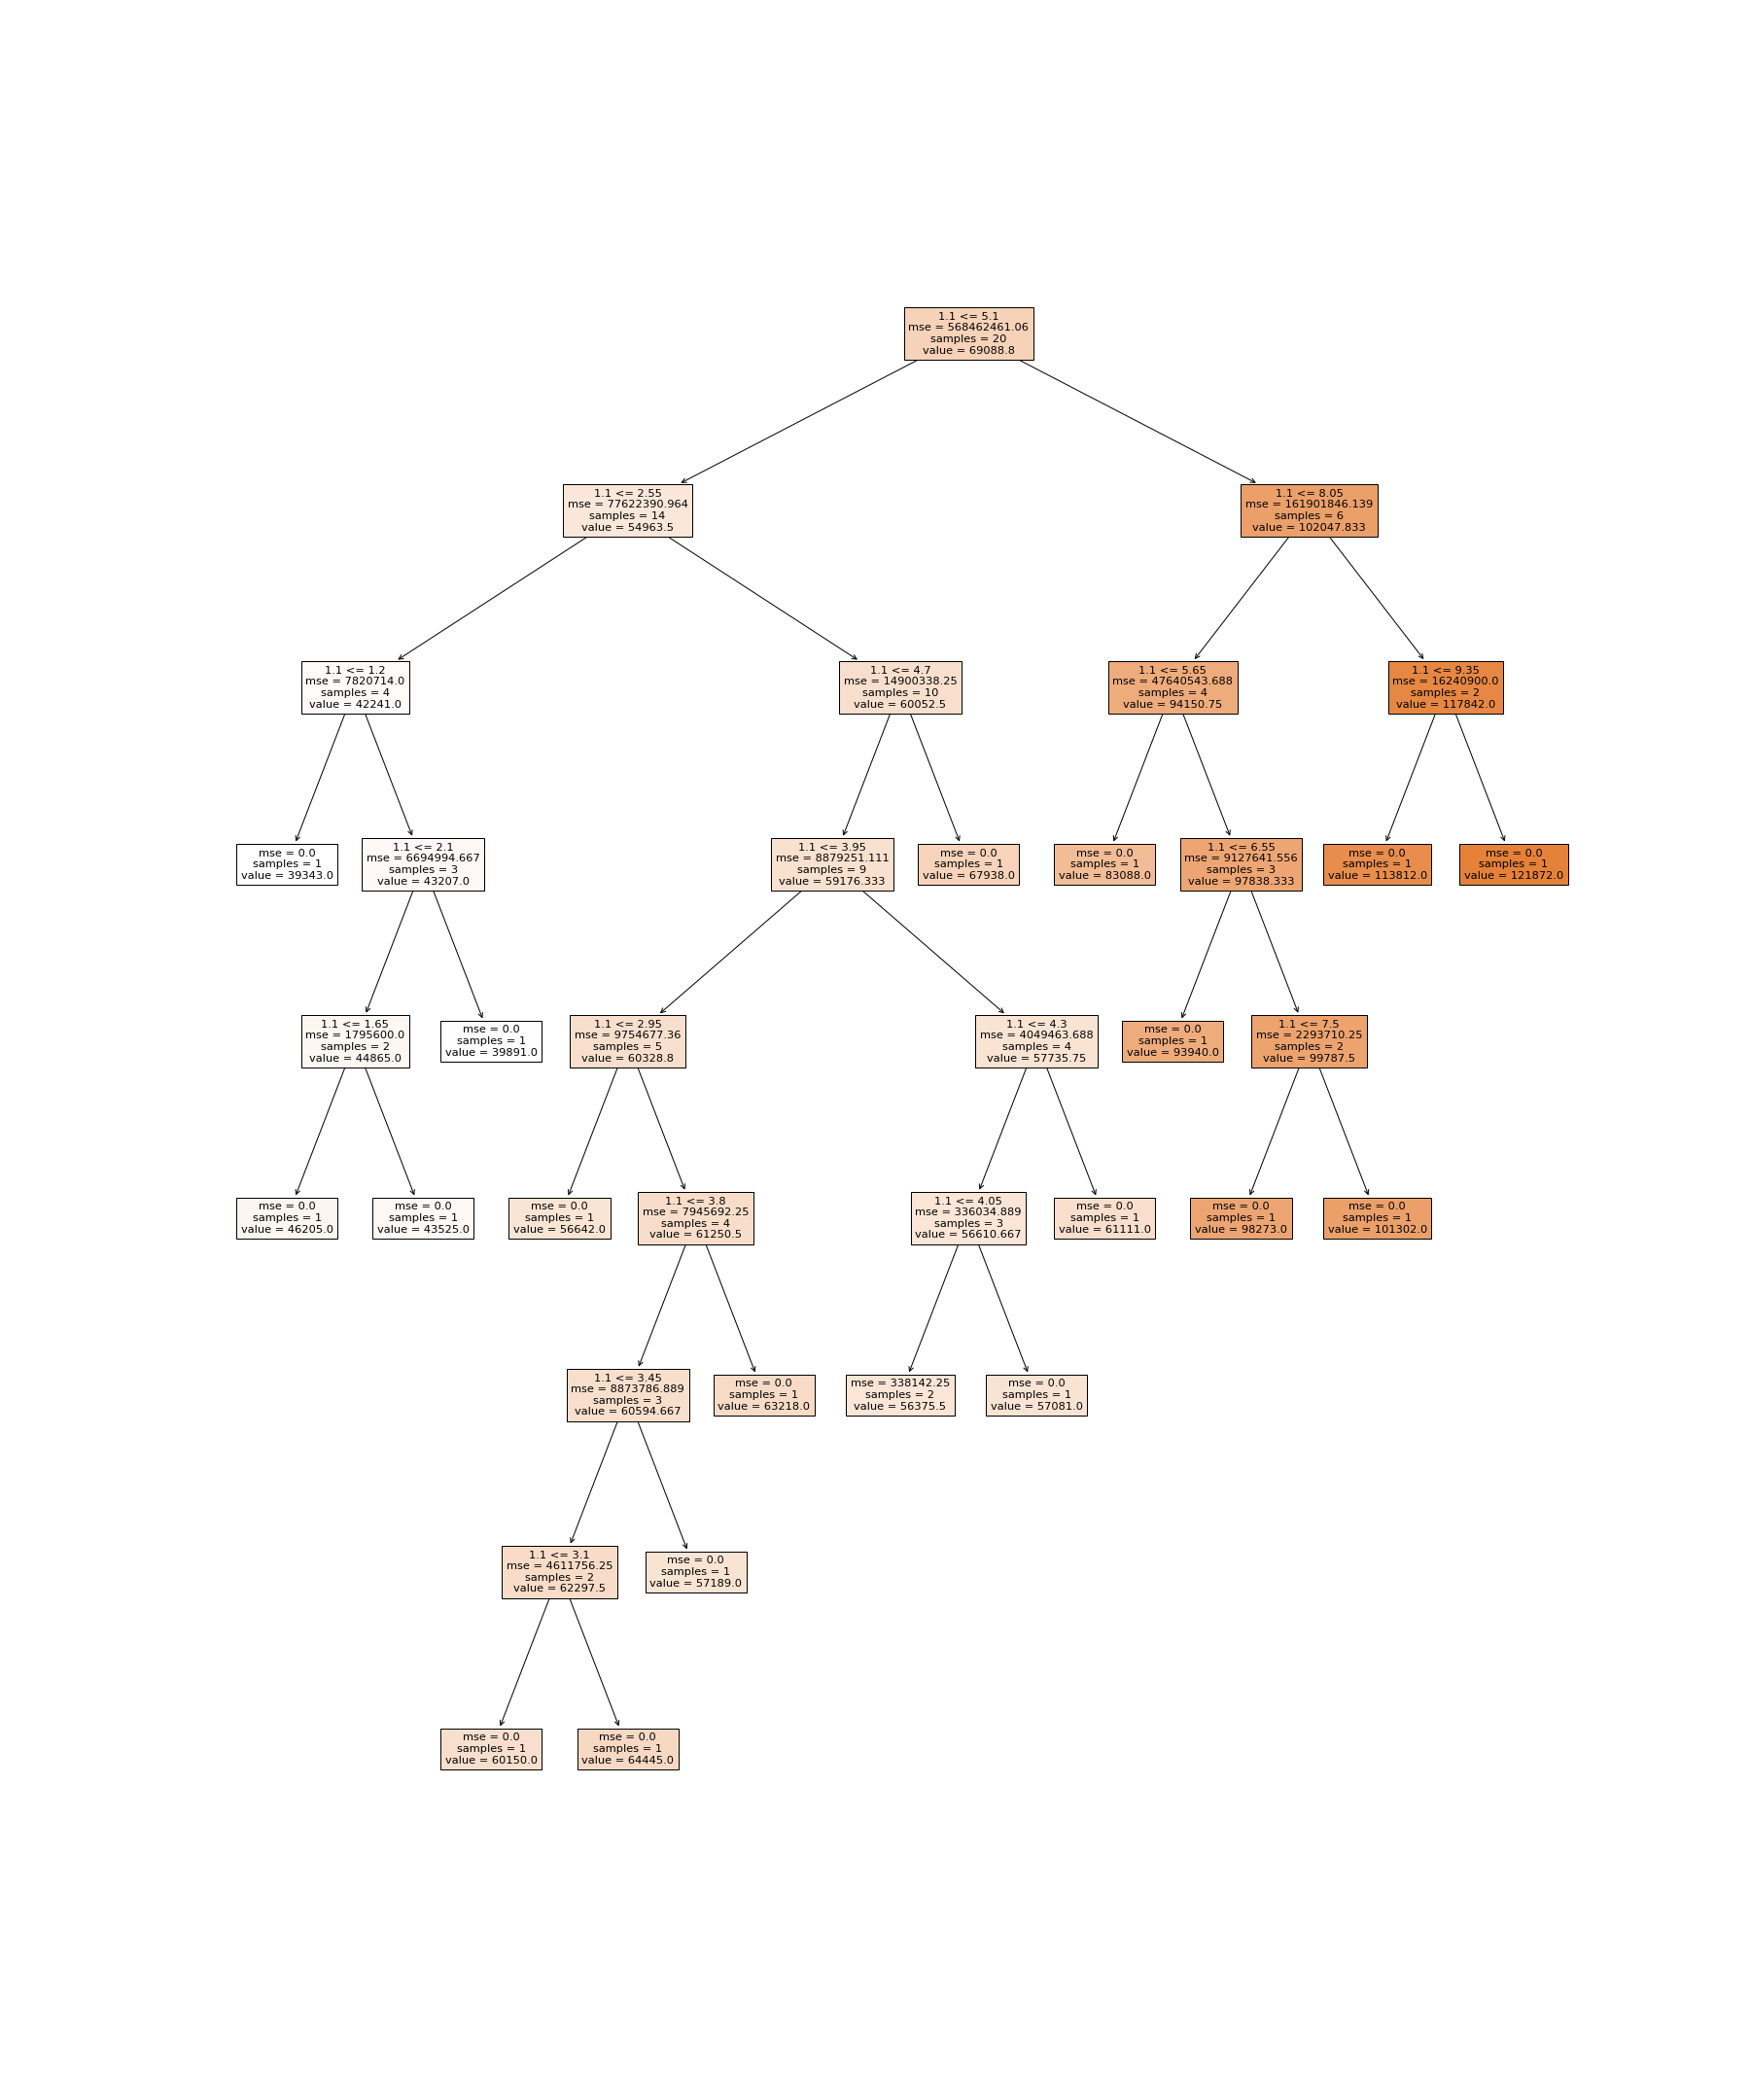 1.1 <= 5.1
mse = 568462461.06
samples = 20
value = 69088.8
1.1 <= 2.55
mse = 77622390.964
samples = 14
value = 54963.5
1.1 <= 8.05
mse = 161901846.139
samples = 6
value = 102047.833
1.1 <= 1.2
mse = 7820714.0
samples = 4
value = 42241.0
1.1 <= 4.7
mse = 14900338.25
samples = 10
value = 60052.5
1.1 <= 5.65
mse = 47640543.688
samples = 4
value = 94150.75
1.1 <= 9.35
mse = 16240900.0
samples = 2
value = 117842.0
mse = 0.0
samples = 1
value = 39343.0
1.1 <= 2.1
mse = 6694994.667
samples = 3
value = 43207.0
1.1 <= 3.95
mse = 8879251.111
samples = 9
value = 59176.333
mse = 0.0
samples = 1
value = 67938.0
mse = 0.0
samples = 1
value = 83088.0
1.1 <= 6.55
mse = 9127641.556
samples = 3
value = 97838.333
mse = 0.0
samples = 1
value = 113812.0
mse = 0.0
samples = 1
value = 121872.0
1.1 <= 1.65
mse = 1795600.0
samples = 2
value = 44865.0
mse = 0.0
samples = 1
value = 39891.0
1.1 <= 2.95
mse = 9754677.36
samples = 5
value = 60328.8
1.1 <= 4.3
mse = 4049463.688
samples = 4
value = 57735.75
mse = 0.0
samples = 1
value = 93940.0
1.1 <= 7.5
mse = 2293710.25
samples = 2
value = 99787.5
mse = 0.0
samples = 1
value = 46205.0
mse = 0.0
samples = 1
value = 43525.0
mse = 0.0
samples = 1
value = 56642.0
1.1 <= 3.8
mse = 7945692.25
samples = 4
value = 61250.5
1.1 <= 4.05
mse = 336034.889
samples = 3
value = 56610.667
mse = 0.0
samples = 1
value = 61111.0
mse = 0.0
samples = 1
value = 98273.0
mse = 0.0
samples = 1
value = 101302.0
1.1 <= 3.45
mse = 8873786.889
samples = 3
value = 60594.667
mse = 0.0
samples = 1
value = 63218.0
mse = 338142.25
samples = 2
value = 56375.5
mse = 0.0
samples = 1
value = 57081.0
1.1 <= 3.1
mse = 4611756.25
samples = 2
value = 62297.5
mse = 0.0
samples = 1
value = 57189.0
mse = 0.0
samples = 1
value = 60150.0
mse = 0.0
samples = 1
value = 64445.0